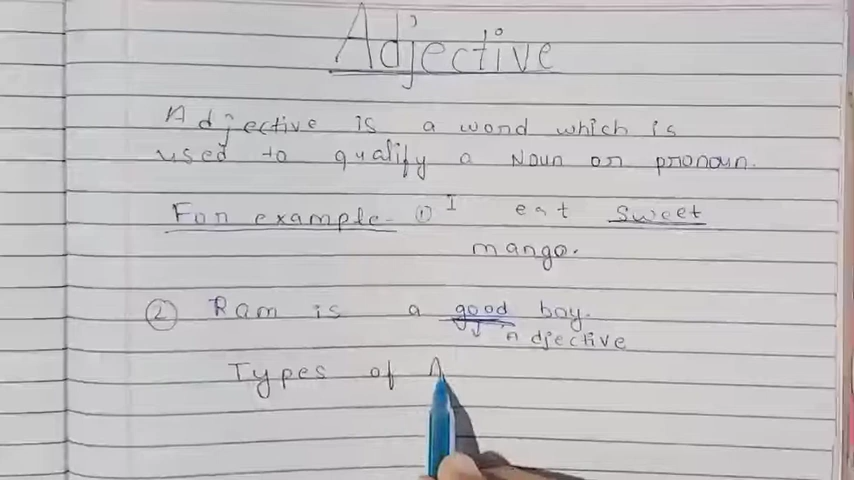 Adjective
Adjective is a word which is
used to qualify a Noun or pronoun.
For example - ① I eat sweet
mango.
② Ram is a good boy.
↓ Adjective
Types of A